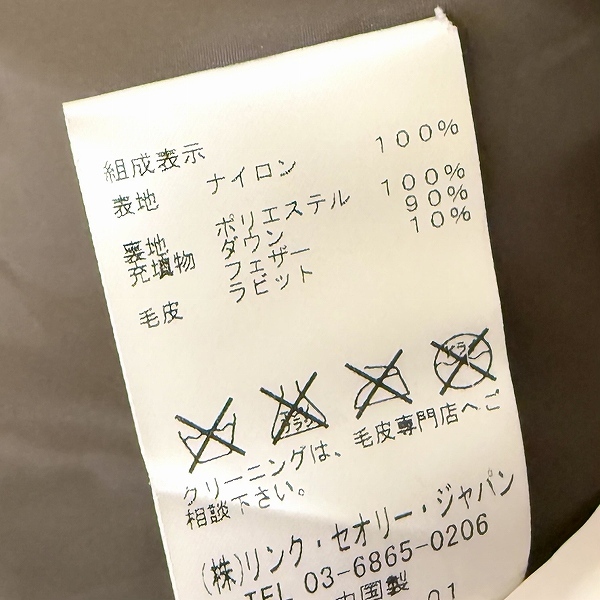 組成表示
表地 ナイロン 100%
裏地 ポリエステル 100%
充填物 ダウン 90%
フェザー 10%
毛皮 ラビット
クリーニングは、毛皮専門店へご
相談下さい。
(株)リンク・セオリー・ジャパン
TEL 03-6865-0206
中国製
01